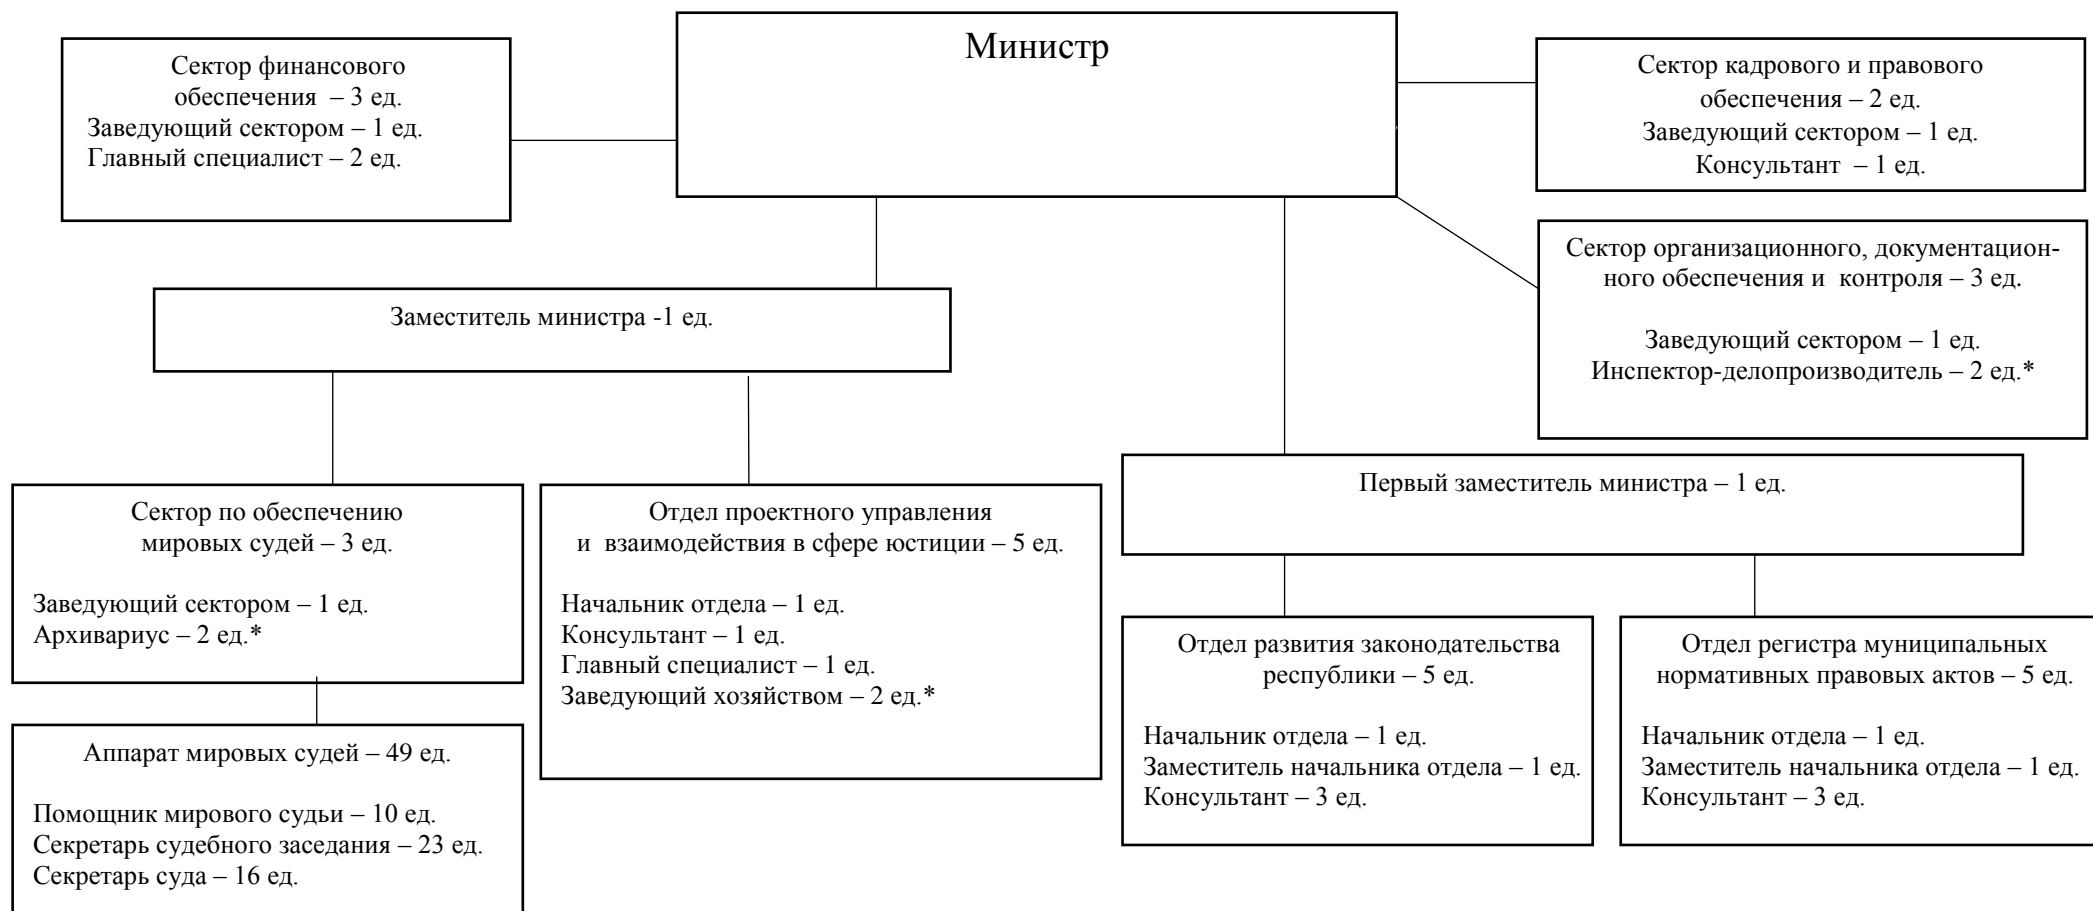 Министр
Сектор финансового
обеспечения – 3 ед.
Заведующий сектором – 1 ед.
Главный специалист – 2 ед.
Сектор кадрового и правового
обеспечения – 2 ед.
Заведующий сектором – 1 ед.
Консультант – 1 ед.
Сектор организационного, документацион-
ного обеспечения и контроля – 3 ед.
Заведующий сектором – 1 ед.
Инспектор-делопроизводитель – 2 ед.*
Заместитель министра -1 ед.
Первый заместитель министра – 1 ед.
Сектор по обеспечению
мировых судей – 3 ед.
Заведующий сектором – 1 ед.
Архивариус – 2 ед.*
Отдел проектного управления
и взаимодействия в сфере юстиции – 5 ед.
Начальник отдела – 1 ед.
Консультант – 1 ед.
Главный специалист – 1 ед.
Заведующий хозяйством – 2 ед.*
Отдел развития законодательства
республики – 5 ед.
Начальник отдела – 1 ед.
Заместитель начальника отдела – 1 ед.
Консультант – 3 ед.
Отдел регистра муниципальных
нормативных правовых актов – 5 ед.
Начальник отдела – 1 ед.
Заместитель начальника отдела – 1 ед.
Консультант – 3 ед.
Аппарат мировых судей – 49 ед.
Помощник мирового судьи – 10 ед.
Секретарь судебного заседания – 23 ед.
Секретарь суда – 16 ед.